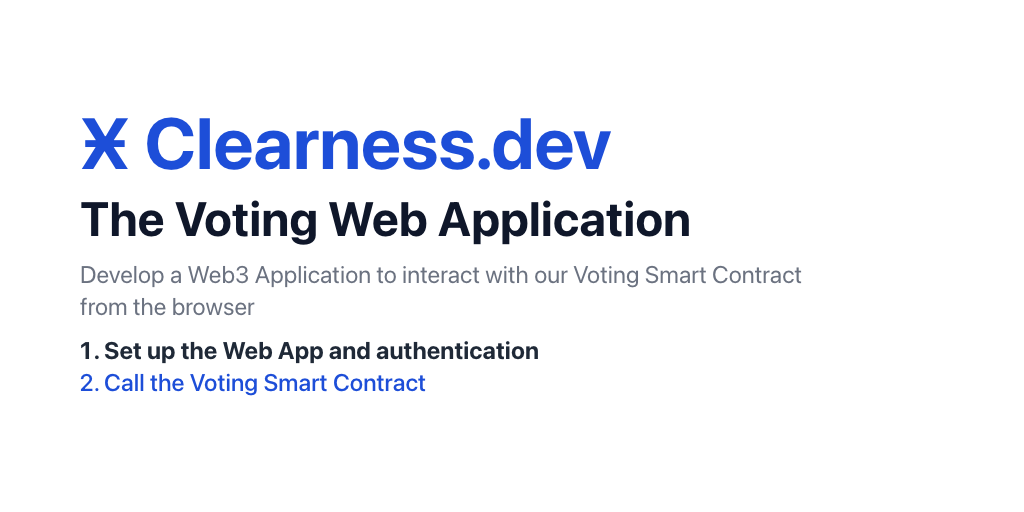 Ӿ Clearness.dev
The Voting Web Application
Develop a Web3 Application to interact with our Voting Smart Contract
from the browser
1. Set up the Web App and authentication
2. Call the Voting Smart Contract